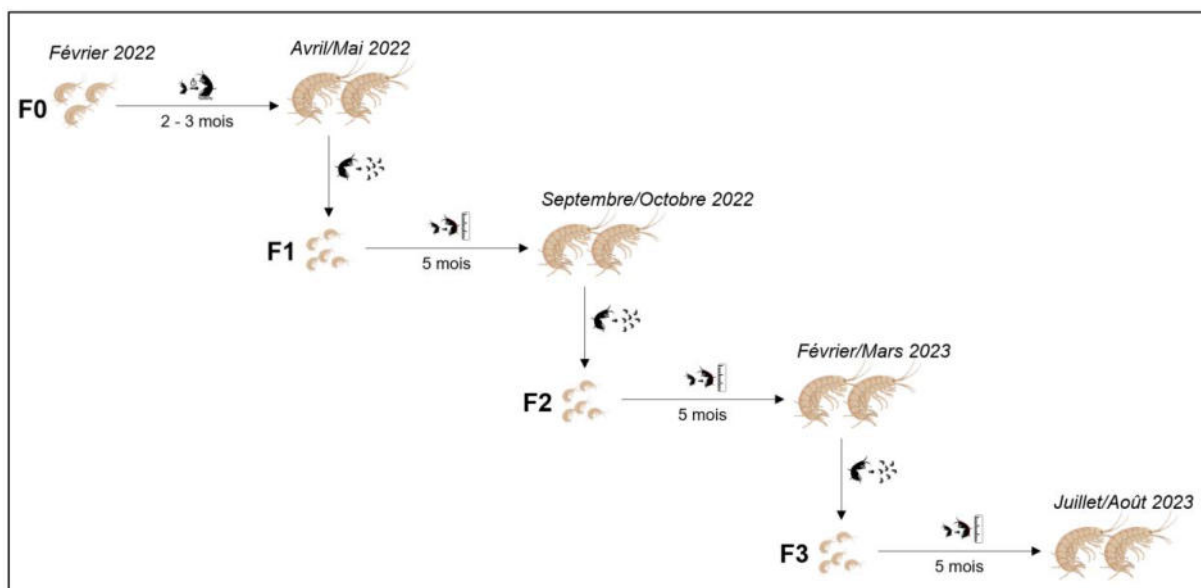 Février 2022
Avril/Mai 2022
F0
2 - 3 mois
Septembre/Octobre 2022
F1
5 mois
Février/Mars 2023
F2
5 mois
Juillet/Août 2023
F3
5 mois